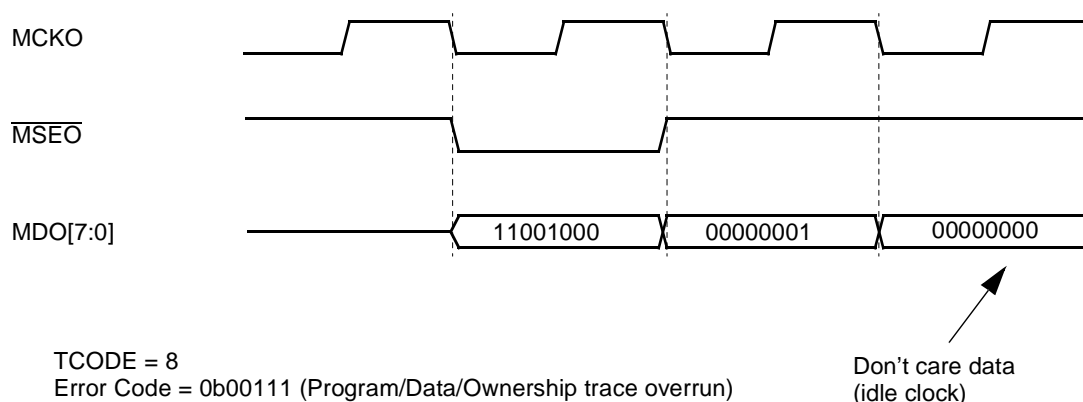 MCKO
MSEO
MDO[7:0]
11001000
00000001
00000000
TCODE = 8
Error Code = 0b00111 (Program/Data/Ownership trace overrun)
Don't care data
(idle clock)